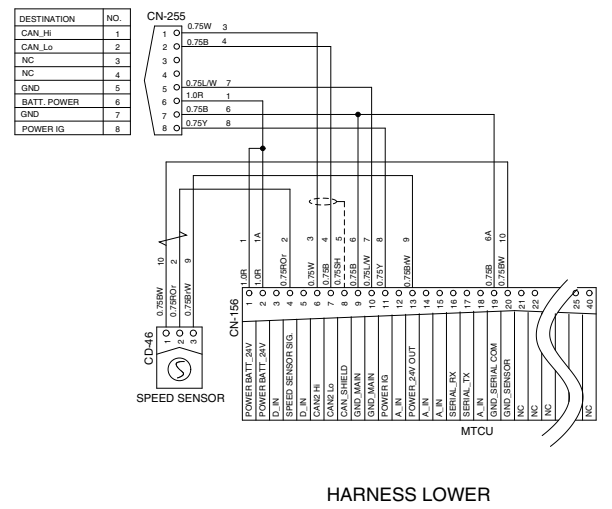 DESTINATION NO.
CAN_Hi 1
CAN_Lo 2
NC 3
NC 4
GND 5
BATT. POWER 6
GND 7
POWER IG 8
CN-255
1 0.75W 3
2 0.75B 4
3
4
5 0.75L/W 7
6 1.0R 1
7 0.75B 6
8 0.75Y 8
10 0.75BW
2 0.75ROr
9 0.75BrW
1 1.0R
1A 1.0R
2 0.75ROr
3 0.75W
4 0.75B
5 0.75SH
6 0.75B
7 0.75L/W
8 0.75Y
9 0.75BrW
6A 0.75B
10 0.75BW
CD-46
1 2 3
S
SPEED SENSOR
CN-156
1 2 3 4 5 6 7 8 9 10 11 12 13 14 15 16 17 18 19 20 21 22 25 40
POWER BATT_24V
POWER BATT_24V
D_IN
SPEED SENSOR SIG.
D_IN
CAN2 Hi
CAN2 Lo
CAN_SHIELD
GND_MAIN
GND_MAIN
POWER IG
A_IN
POWER_24V OUT
A_IN
A_IN
SERIAL_RX
SERIAL_TX
A_IN
GND_SERIAL COM
GND_SENSOR
NC
NC
NC
NC
MTCU
HARNESS LOWER